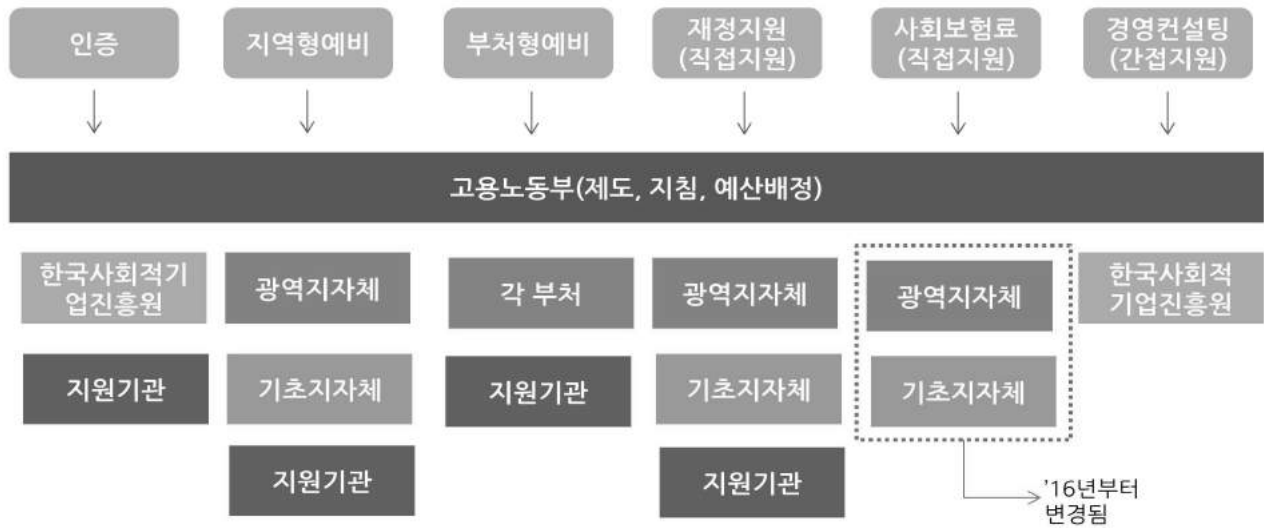 인증
지역형예비
부처형예비
재정지원
(직접지원)
사회보험료
(직접지원)
경영컨설팅
(간접지원)
고용노동부(제도, 지침, 예산배정)
한국사회적기
업진흥원
광역지자체
각 부처
광역지자체
광역지자체
한국사회적
기업진흥원
지원기관
기초지자체
지원기관
기초지자체
기초지자체
지원기관
지원기관
'16년부터
변경됨